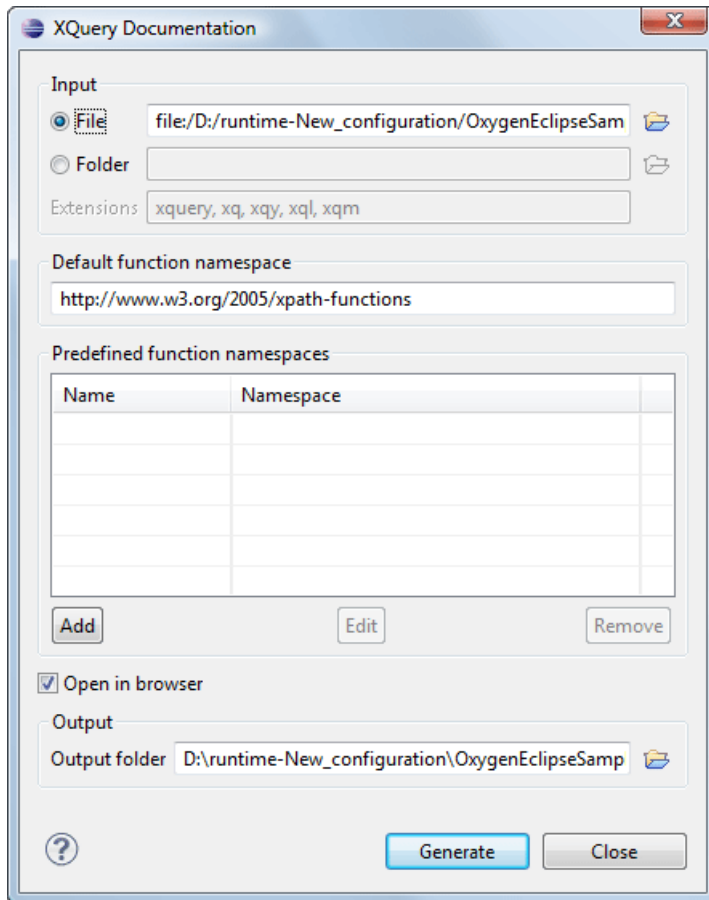 XQuery Documentation
Input
File file:/D:/runtime-New_configuration/OxygenEclipseSam
Folder
Extensions xquery, xq, xqy, xql, xqm
Default function namespace
http://www.w3.org/2005/xpath-functions
Predefined function namespaces
Name Namespace
Add Edit Remove
Open in browser
Output
Output folder D:\runtime-New_configuration\OxygenEclipseSamp
? Generate Close